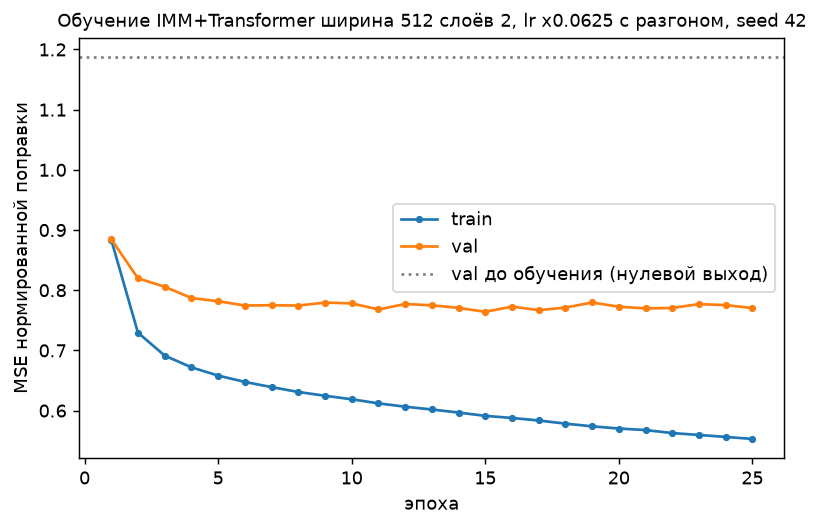 Обучение IMM+Transformer ширина 512 слоёв 2, lr x0.0625 с разгоном, seed 42
MSE нормированной поправки
1.2
1.1
1.0
0.9
0.8
0.7
0.6
train
val
val до обучения (нулевой выход)
0
5
10
15
20
25
эпоха